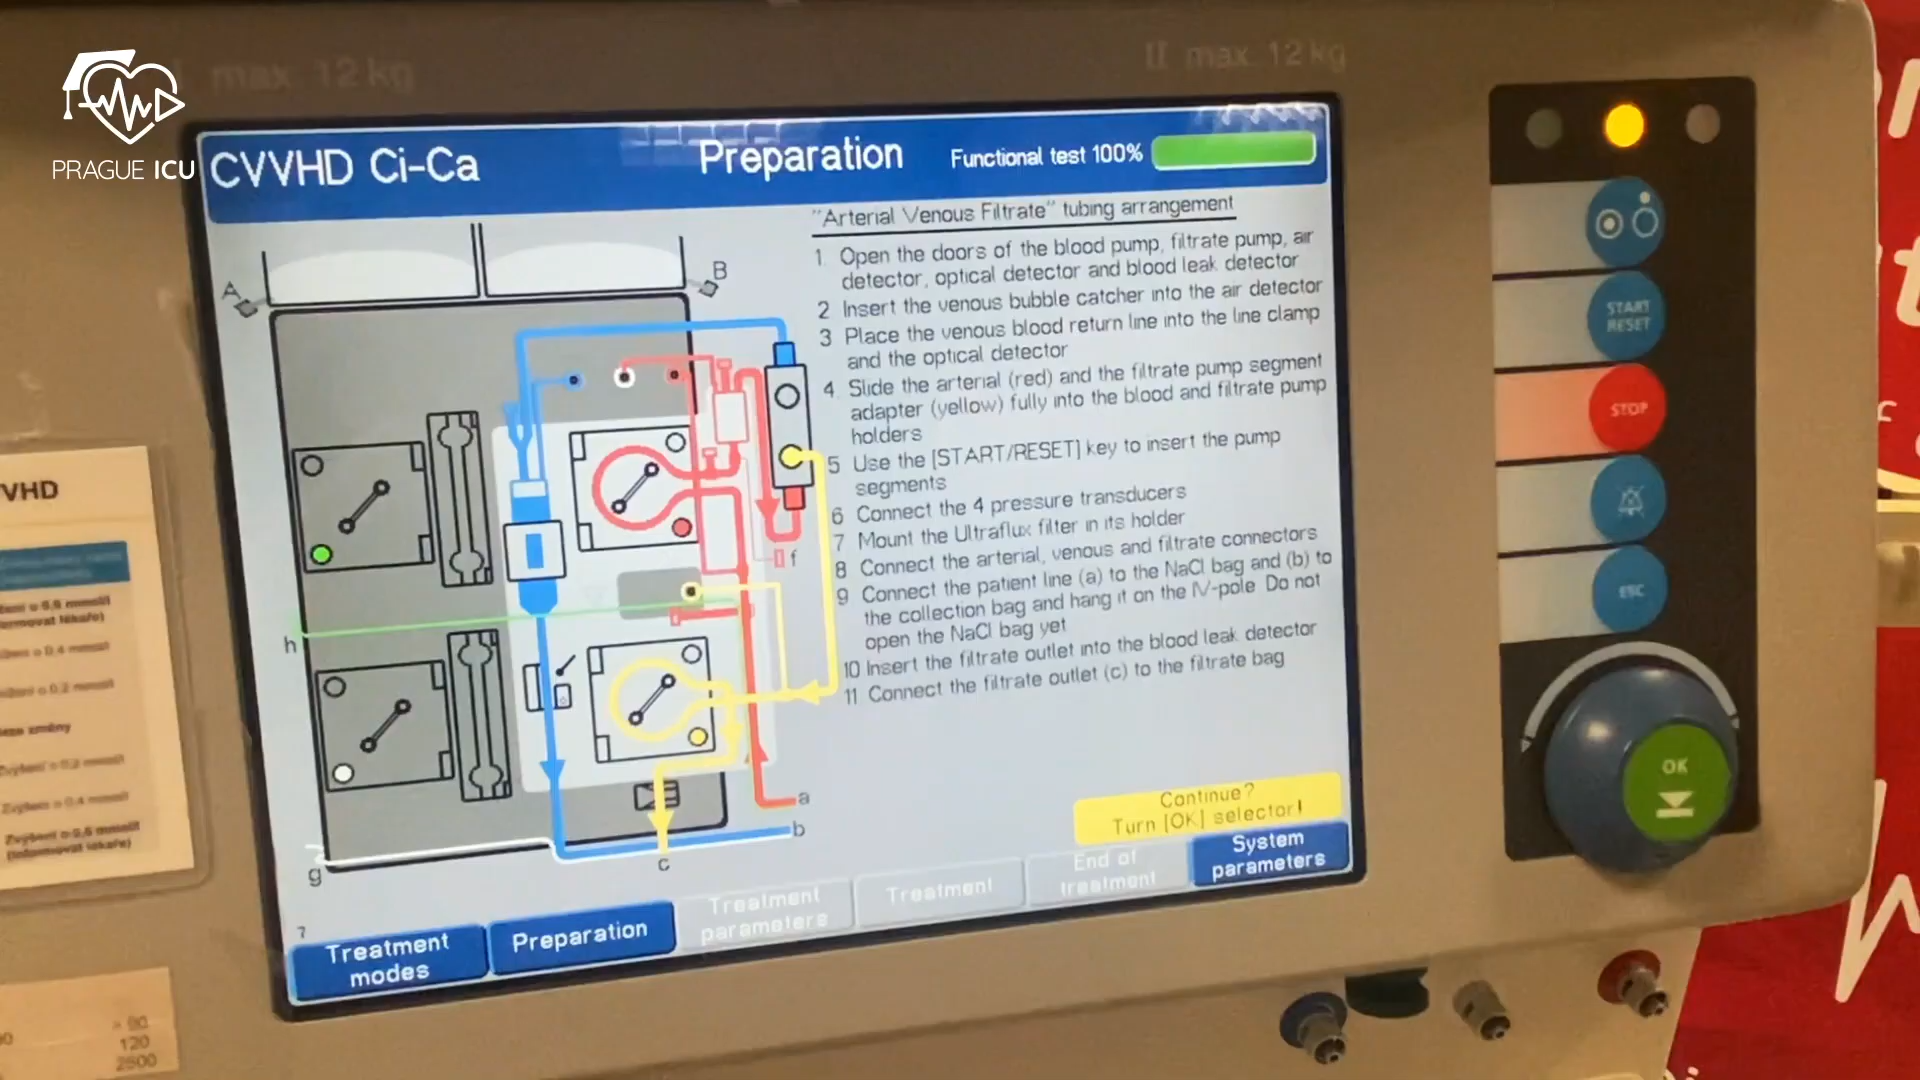 max. 12 kg
II max. 12 kg
PRAGUE ICU
CVVHD Ci-Ca
Preparation
Functional test 100%
"Arterial Venous Filtrate" tubing arrangement
1 Open the doors of the blood pump, filtrate pump, air
detector, optical detector and blood leak detector
2 Insert the venous bubble catcher into the air detector
3 Place the venous blood return line into the line clamp
and the optical detector
4 Slide the arterial (red) and the filtrate pump segment
adapter (yellow) fully into the blood and filtrate pump
holders
5 Use the [START/RESET] key to insert the pump
segments
6 Connect the 4 pressure transducers
7 Mount the Ultraflux filter in its holder
8 Connect the arterial, venous and filtrate connectors
9 Connect the patient line (a) to the NaCl bag and (b) to
the collection bag and hang it on the IV-pole Do not
open the NaCl bag yet
10 Insert the filtrate outlet into the blood leak detector
11 Connect the filtrate outlet (c) to the filtrate bag
A
B
f
h
a
b
c
g
Continue?
Turn [OK] selector!
7
Treatment
modes
Preparation
Treatment
parameters
Treatment
End of
treatment
System
parameters
START
RESET
STOP
ESC
OK
VHD
120
2500